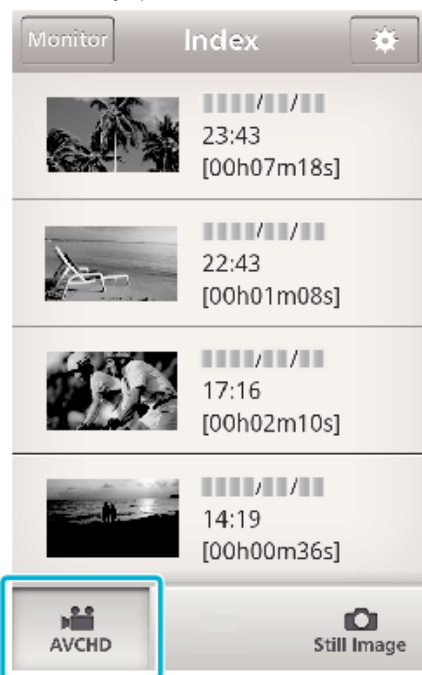 Monitor Index
23:43
[00h07m18s]
22:43
[00h01m08s]
17:16
[00h02m10s]
14:19
[00h00m36s]
AVCHD
Still Image